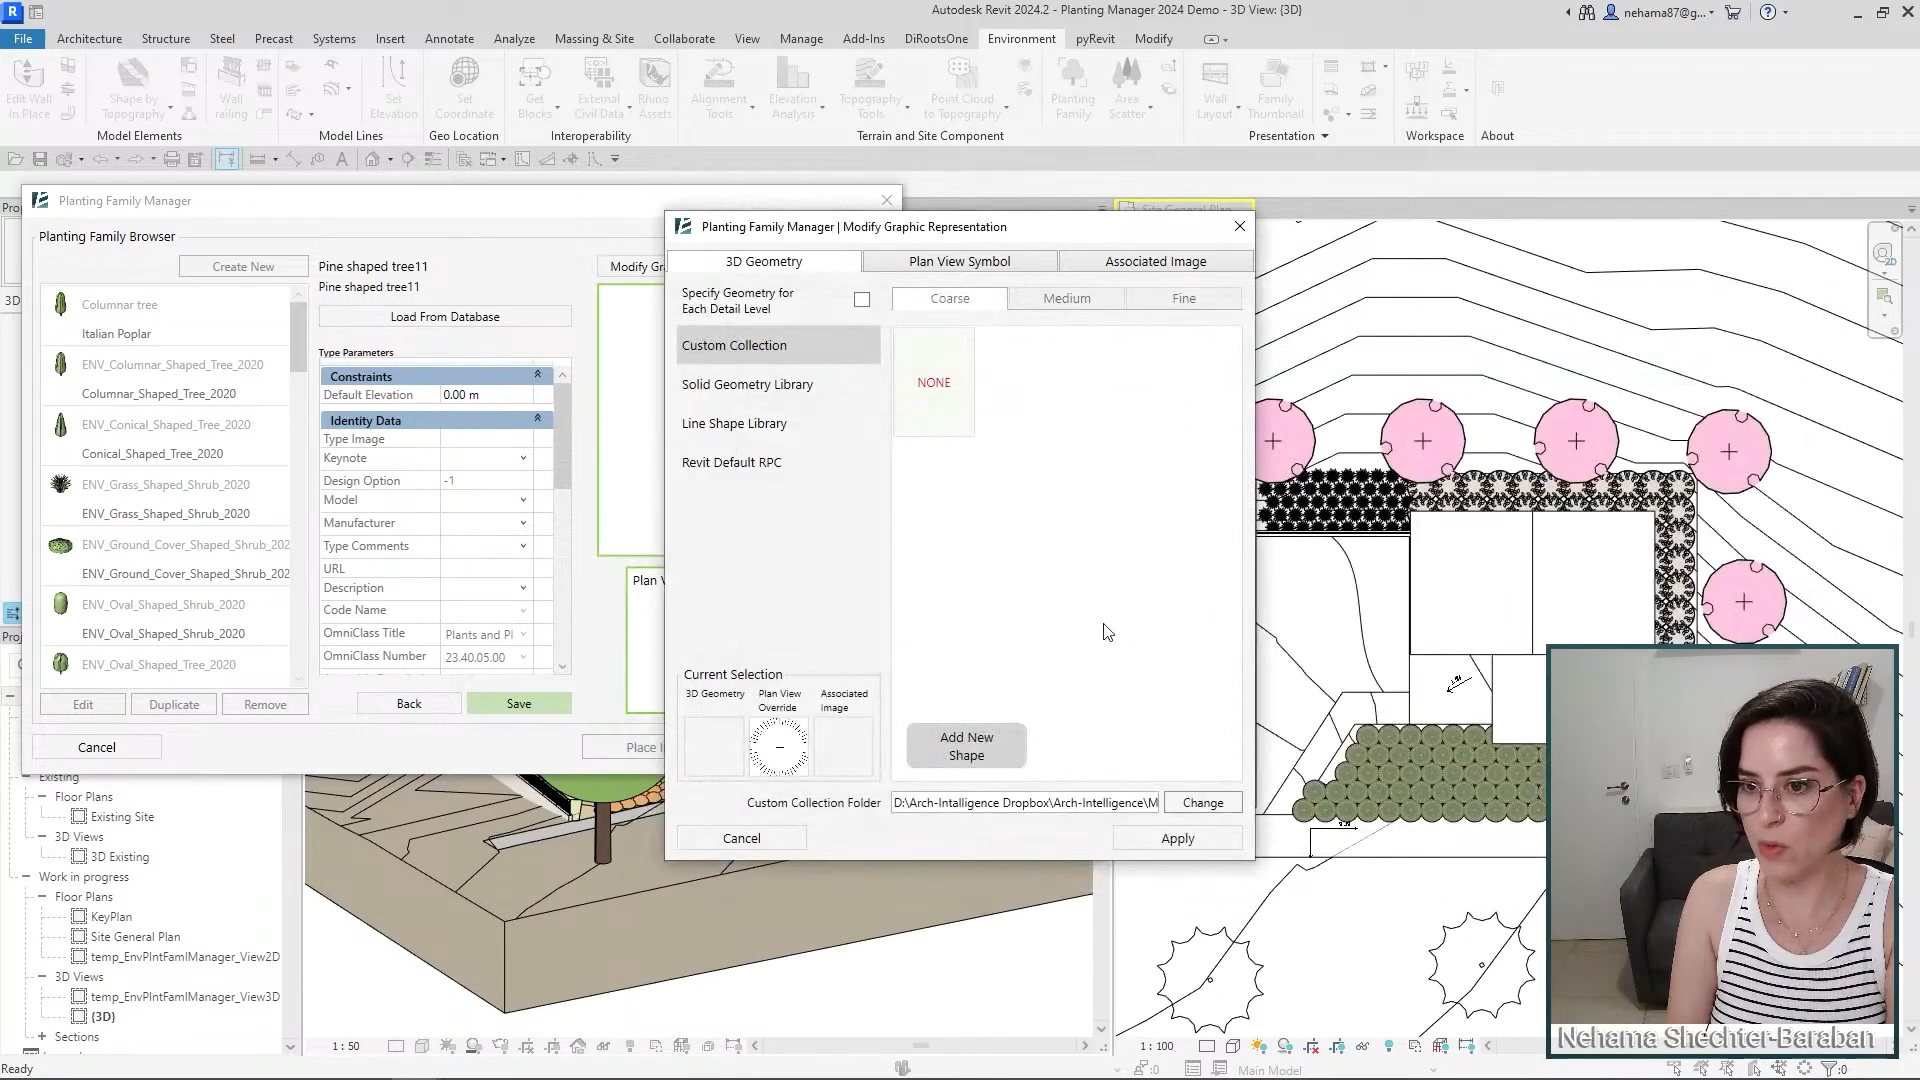 Autodesk Revit 2024.2 - Planting Manager 2024 Demo - 3D View: {3D}
nehama87@g...
File Architecture Structure Steel Precast Systems Insert Annotate Analyze Massing & Site Collaborate View Manage Add-Ins DiRootsOne Environment pyRevit Modify
Edit Wall In Place
Shape by Topography
Wall railing
Set Elevation
Set Coordinate
Get Blocks
External Civil Data
Rhino Assets
Alignment Tools
Elevation Analysis
Topography Tools
Point Cloud to Topography
Planting Family
Area Scatter
Wall Layout
Family Thumbnail
Model Elements Model Lines Geo Location Interoperability Terrain and Site Component Presentation Workspace About
Planting Family Manager
Planting Family Browser
Create New
Columnar tree
Italian Poplar
ENV_Columnar_Shaped_Tree_2020
Columnar_Shaped_Tree_2020
ENV_Conical_Shaped_Tree_2020
Conical_Shaped_Tree_2020
ENV_Grass_Shaped_Shrub_2020
ENV_Grass_Shaped_Shrub_2020
ENV_Ground_Cover_Shaped_Shrub_202
ENV_Ground_Cover_Shaped_Shrub_202
ENV_Oval_Shaped_Shrub_2020
ENV_Oval_Shaped_Shrub_2020
ENV_Oval_Shaped_Tree_2020
Edit Duplicate Remove
Cancel
Pine shaped tree11
Pine shaped tree11
Load From Database
Type Parameters
Constraints
Default Elevation 0.00 m
Identity Data
Type Image
Keynote
Design Option -1
Model
Manufacturer
Type Comments
URL
Description
Code Name
OmniClass Title Plants and Pl
OmniClass Number 23.40.05.00
Back Save
Modify Gr
Plan V
Place I
Planting Family Manager | Modify Graphic Representation
3D Geometry Plan View Symbol Associated Image
Specify Geometry for
Each Detail Level
Coarse Medium Fine
Custom Collection
Solid Geometry Library
Line Shape Library
Revit Default RPC
NONE
Current Selection
3D Geometry
Plan View Override
Associated Image
Add New
Shape
Custom Collection Folder D:\Arch-Intelligence Dropbox\Arch-Intelligence\M Change
Cancel Apply
Site General Plan
2D
Pro
3D
Proj
Existing
Floor Plans
Existing Site
3D Views
3D Existing
Work in progress
Floor Plans
KeyPlan
Site General Plan
temp_EnvPlntFamlManager_View2D
3D Views
temp_EnvPlntFamlManager_View3D
{3D}
Sections
1 : 50
1 : 100
Nehama Shechter-Baraban
Ready
:0
Main Model
:0